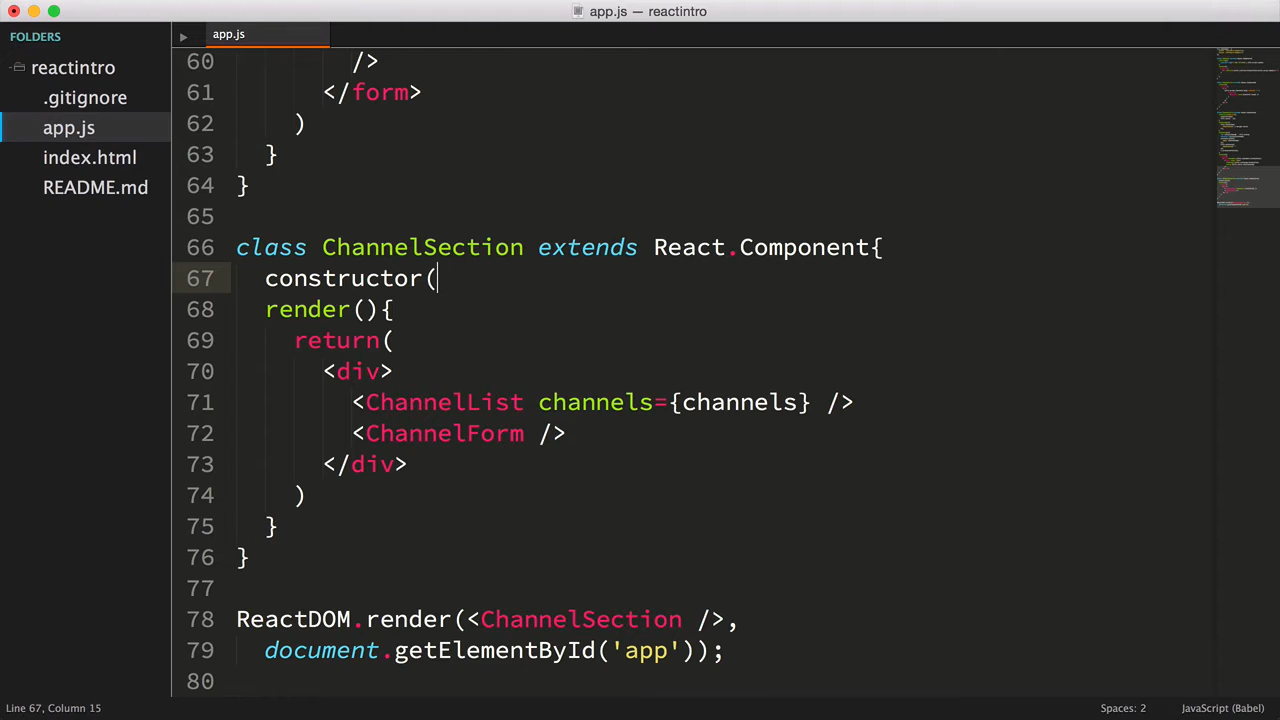 app.js — reactintro
FOLDERS
reactintro
.gitignore
app.js
index.html
README.md
app.js
60 />
61 </form>
62 )
63 }
64 }
65
66 class ChannelSection extends React.Component{
67 constructor(
68 render(){
69 return(
70 <div>
71 <ChannelList channels={channels} />
72 <ChannelForm />
73 </div>
74 )
75 }
76 }
77
78 ReactDOM.render(<ChannelSection />,
79 document.getElementById('app'));
80
Line 67, Column 15
Spaces: 2
JavaScript (Babel)